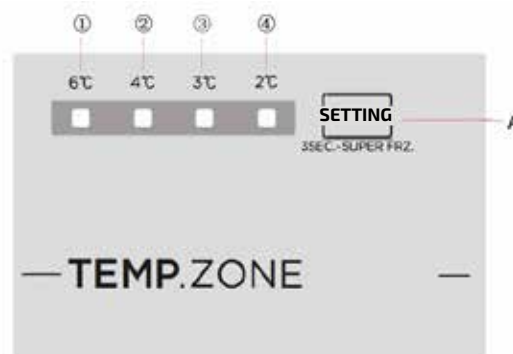 ① ② ③ ④
6℃ 4℃ 3℃ 2℃
SETTING
A
3SEC.-SUPER FRZ.
TEMP.ZONE